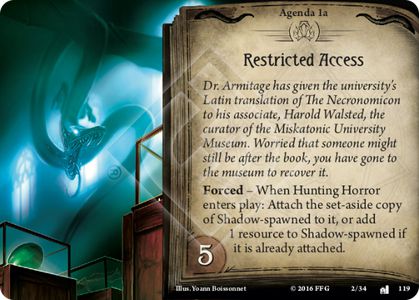 Agenda 1a
Restricted Access
Dr. Armitage has given the university's
Latin translation of The Necronomicon
to his associate, Harold Walsted, the
curator of the Miskatonic University
Museum. Worried that someone might
still be after the book, you have gone to
the museum to recover it.
Forced – When Hunting Horror
enters play: Attach the set-aside copy
of Shadow-spawned to it, or add
1 resource to Shadow-spawned if
it is already attached.
5
Illus. Yoann Boissonnet
© 2016 FFG
2/34
119